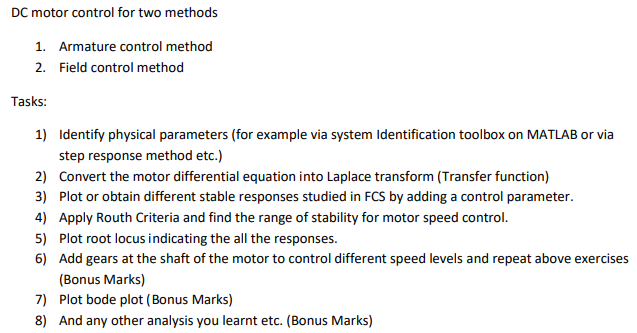 DC motor control for two methods
1. Armature control method
2. Field control method
Tasks:
1) Identify physical parameters (for example via system Identification toolbox on MATLAB or via
step response method etc.)
2) Convert the motor differential equation into Laplace transform (Transfer function)
3) Plot or obtain different stable responses studied in FCS by adding a control parameter.
4) Apply Routh Criteria and find the range of stability for motor speed control.
5) Plot root locus indicating the all the responses.
6) Add gears at the shaft of the motor to control different speed levels and repeat above exercises
(Bonus Marks)
7) Plot bode plot (Bonus Marks)
8) And any other analysis you learnt etc. (Bonus Marks)